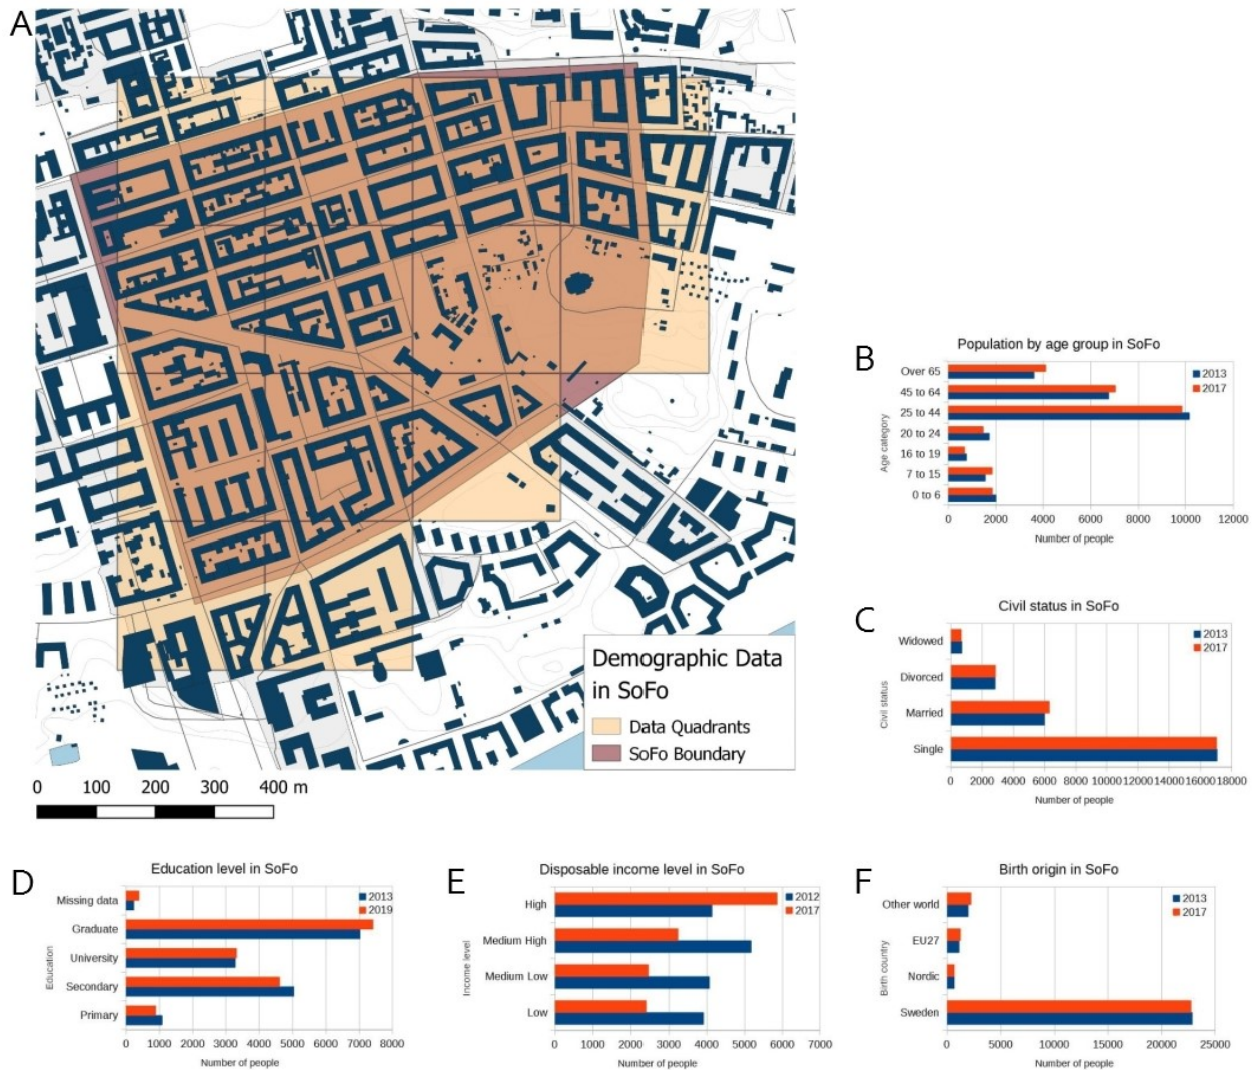 A
Demographic Data
in SoFo
Data Quadrants
SoFo Boundary
0 100 200 300 400 m
B
Population by age group in SoFo
Age category
Over 65
45 to 64
25 to 44
20 to 24
16 to 19
7 to 15
0 to 6
2013
2017
0 2000 4000 6000 8000 10000 12000
Number of people
C
Civil status in SoFo
Civil status
Widowed
Divorced
Married
Single
2013
2017
0 2000 4000 6000 8000 10000 12000 14000 16000 18000
Number of people
D
Education level in SoFo
Education
Missing data
Graduate
University
Secondary
Primary
2013
2019
0 1000 2000 3000 4000 5000 6000 7000 8000
Number of people
E
Disposable income level in SoFo
Income level
High
Medium High
Medium Low
Low
2012
2017
0 1000 2000 3000 4000 5000 6000 7000
Number of people
F
Birth origin in SoFo
Birth country
Other world
EU27
Nordic
Sweden
2013
2017
0 5000 10000 15000 20000 25000
Number of people